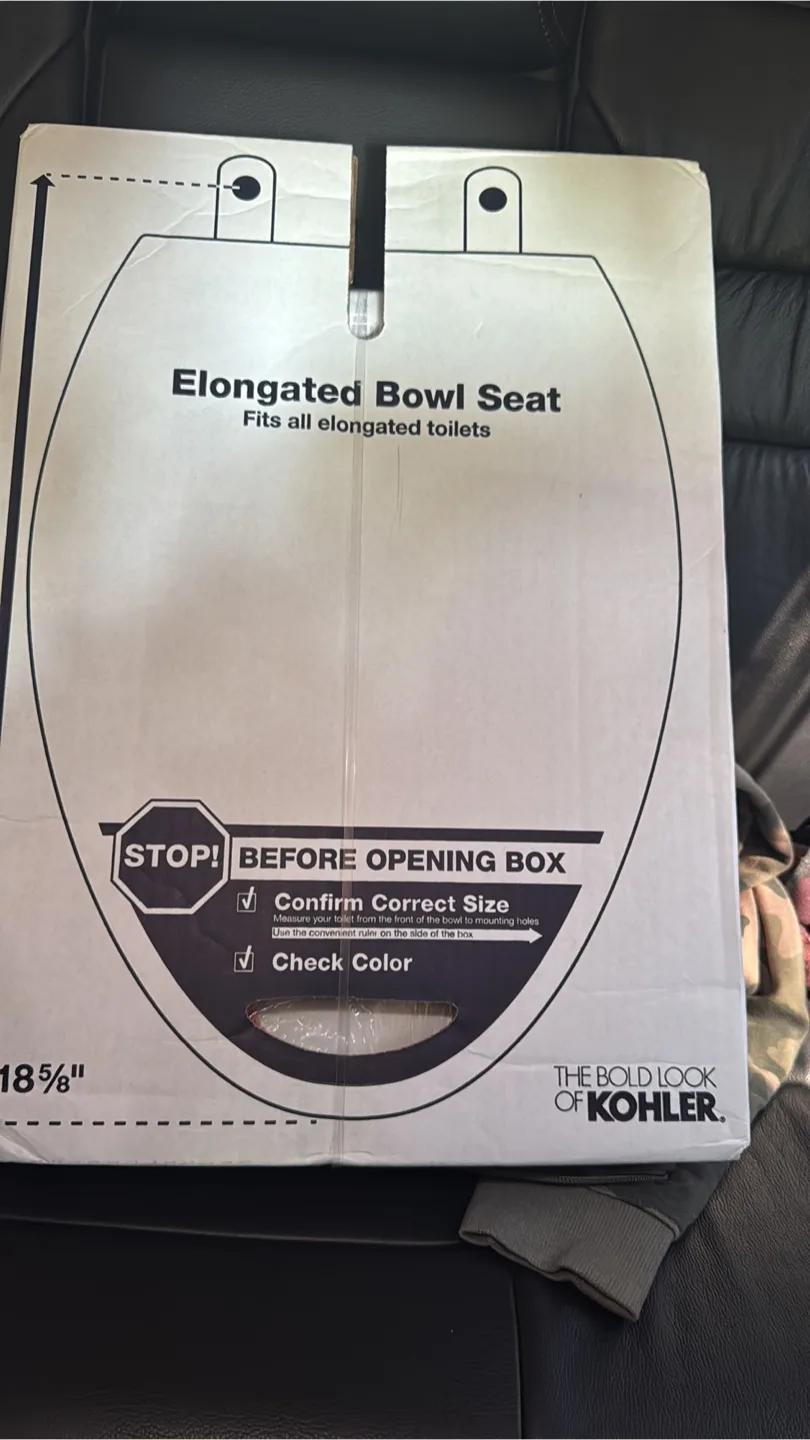 Elongated Bowl Seat
Fits all elongated toilets
STOP!
BEFORE OPENING BOX
Confirm Correct Size
Measure your toilet from the front of the bowl to mounting holes
Use the convenient ruler on the side of the box
Check Color
18 5/8"
THE BOLD LOOK
OF KOHLER®